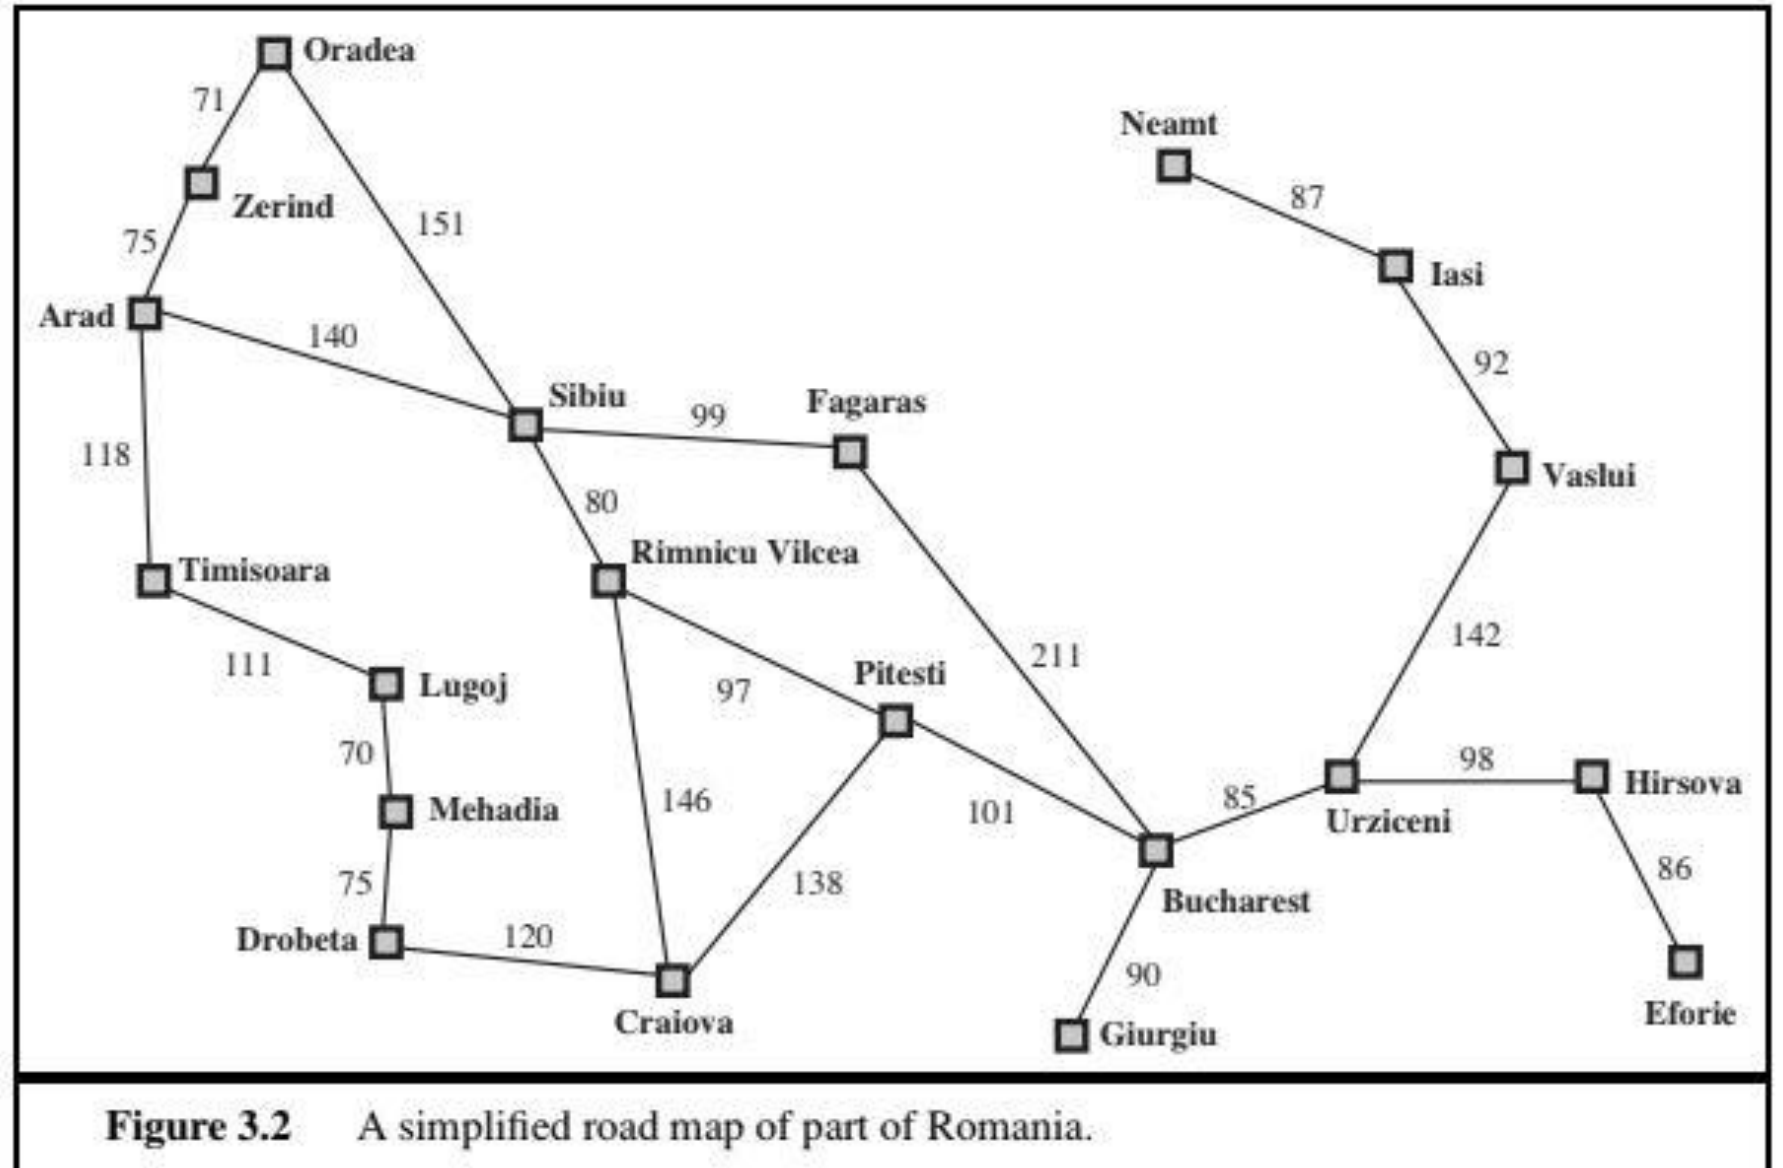 Oradea
71
Neamt
87
Zerind
151
75
Iasi
Arad
140
92
Sibiu
99
Fagaras
118
Vaslui
80
Rimnicu Vilcea
Timisoara
142
211
111
Lugoj
97
Pitesti
70
98
Hirsova
85
Mehadia
146
101
Urziceni
86
75
138
Bucharest
Drobeta
120
90
Craiova
Giurgiu
Eforie
Figure 3.2 A simplified road map of part of Romania.